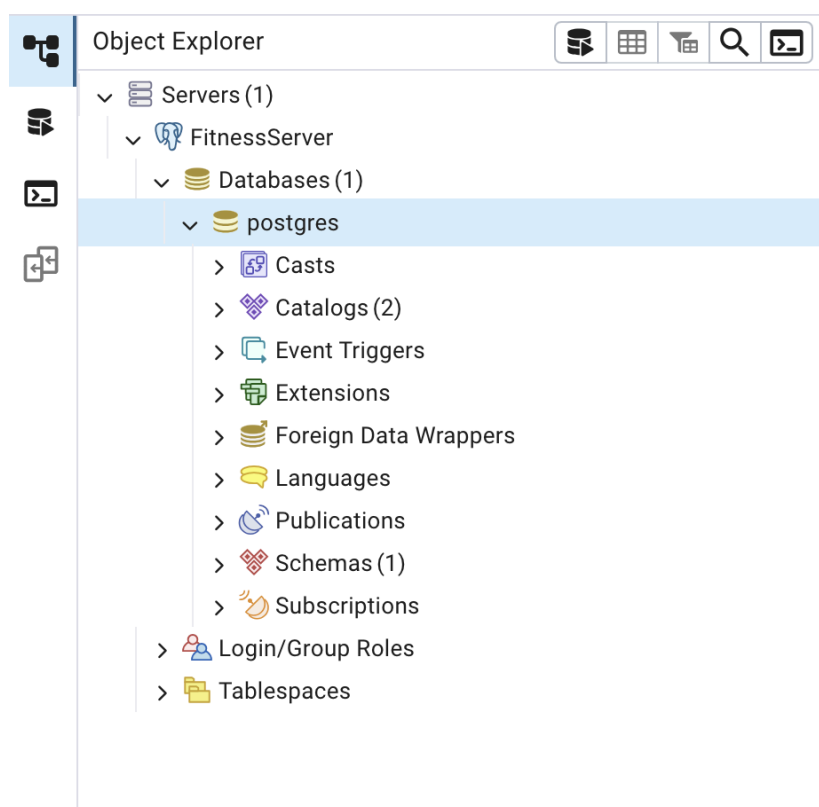 Object Explorer
Servers (1)
FitnessServer
Databases (1)
postgres
Casts
Catalogs (2)
Event Triggers
Extensions
Foreign Data Wrappers
Languages
Publications
Schemas (1)
Subscriptions
Login/Group Roles
Tablespaces